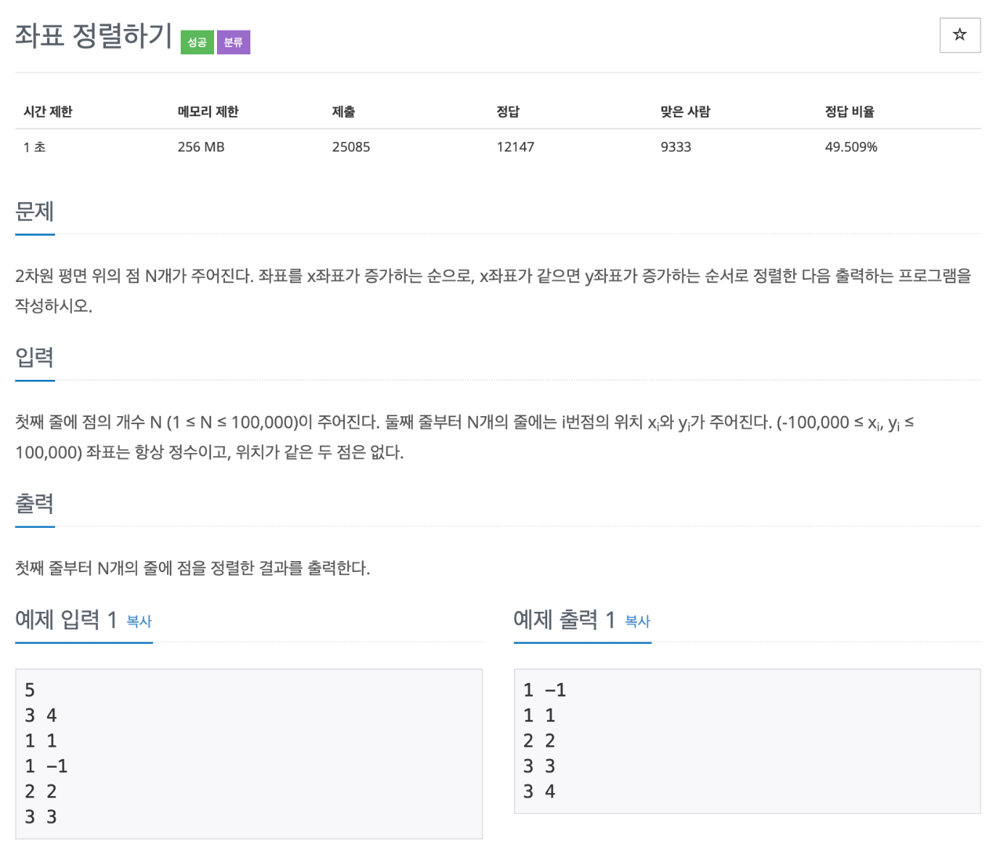 좌표 정렬하기 성공 분류
시간 제한 메모리 제한 제출 정답 맞은 사람 정답 비율
1 초 256 MB 25085 12147 9333 49.509%
문제
2차원 평면 위의 점 N개가 주어진다. 좌표를 x좌표가 증가하는 순으로, x좌표가 같으면 y좌표가 증가하는 순서로 정렬한 다음 출력하는 프로그램을
작성하시오.
입력
첫째 줄에 점의 개수 N (1 ≤ N ≤ 100,000)이 주어진다. 둘째 줄부터 N개의 줄에는 i번점의 위치 xᵢ와 yᵢ가 주어진다. (-100,000 ≤ xᵢ, yᵢ ≤
100,000) 좌표는 항상 정수이고, 위치가 같은 두 점은 없다.
출력
첫째 줄부터 N개의 줄에 점을 정렬한 결과를 출력한다.
예제 입력 1 복사
5
3 4
1 1
1 -1
2 2
3 3
예제 출력 1 복사
1 -1
1 1
2 2
3 3
3 4